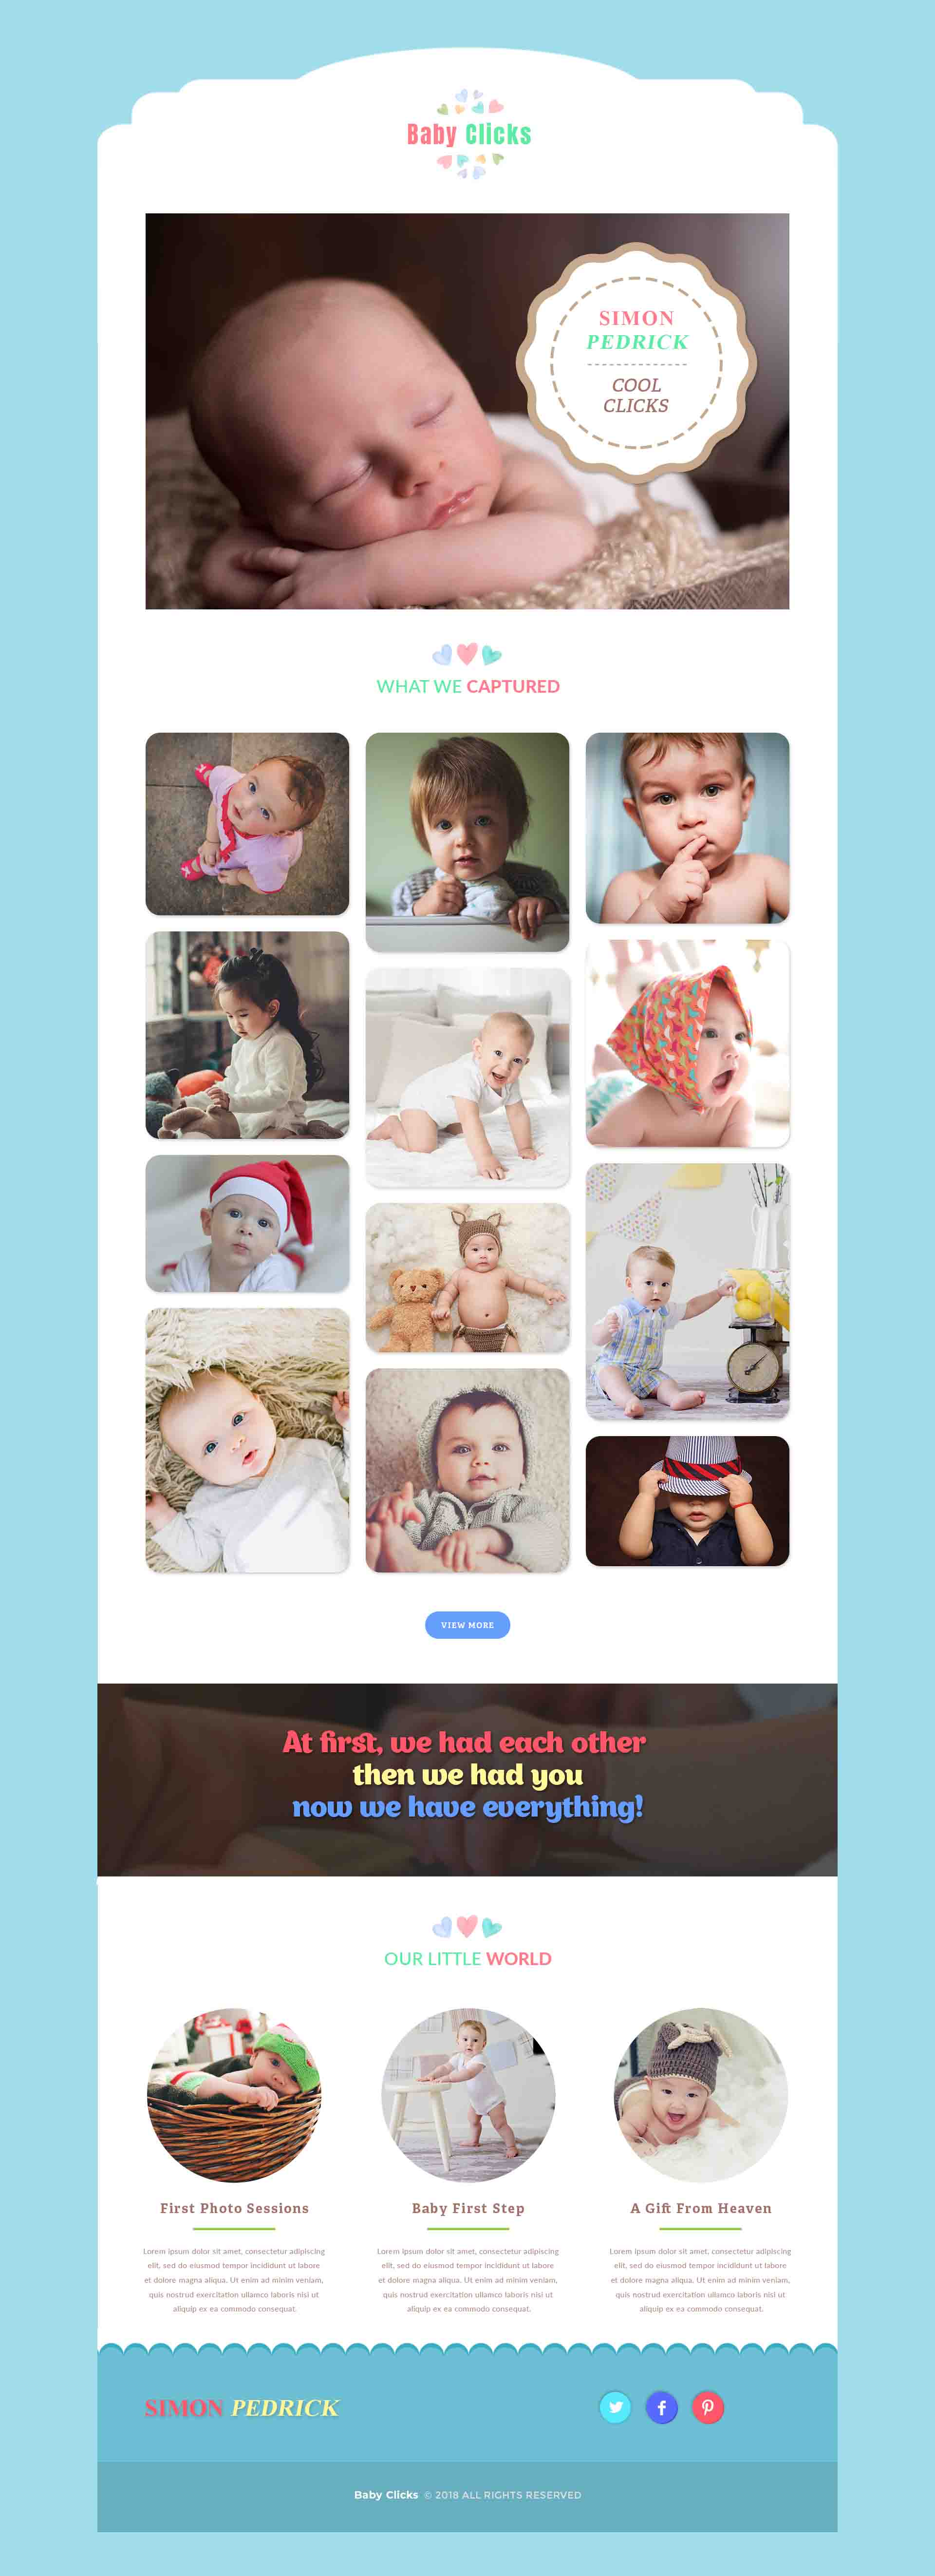 Baby Clicks
SIMON
PEDRICK
COOL
CLICKS
WHAT WE CAPTURED
VIEW MORE
At first, we had each other
then we had you
now we have everything!
OUR LITTLE WORLD
First Photo Sessions
Lorem ipsum dolor sit amet, consectetur adipiscing
elit, sed do eiusmod tempor incididunt ut labore
et dolore magna aliqua. Ut enim ad minim veniam,
quis nostrud exercitation ullamco laboris nisi ut
aliquip ex ea commodo consequat.
Baby First Step
Lorem ipsum dolor sit amet, consectetur adipiscing
elit, sed do eiusmod tempor incididunt ut labore
et dolore magna aliqua. Ut enim ad minim veniam,
quis nostrud exercitation ullamco laboris nisi ut
aliquip ex ea commodo consequat.
A Gift From Heaven
Lorem ipsum dolor sit amet, consectetur adipiscing
elit, sed do eiusmod tempor incididunt ut labore
et dolore magna aliqua. Ut enim ad minim veniam,
quis nostrud exercitation ullamco laboris nisi ut
aliquip ex ea commodo consequat.
SIMON PEDRICK
Baby Clicks © 2018 ALL RIGHTS RESERVED